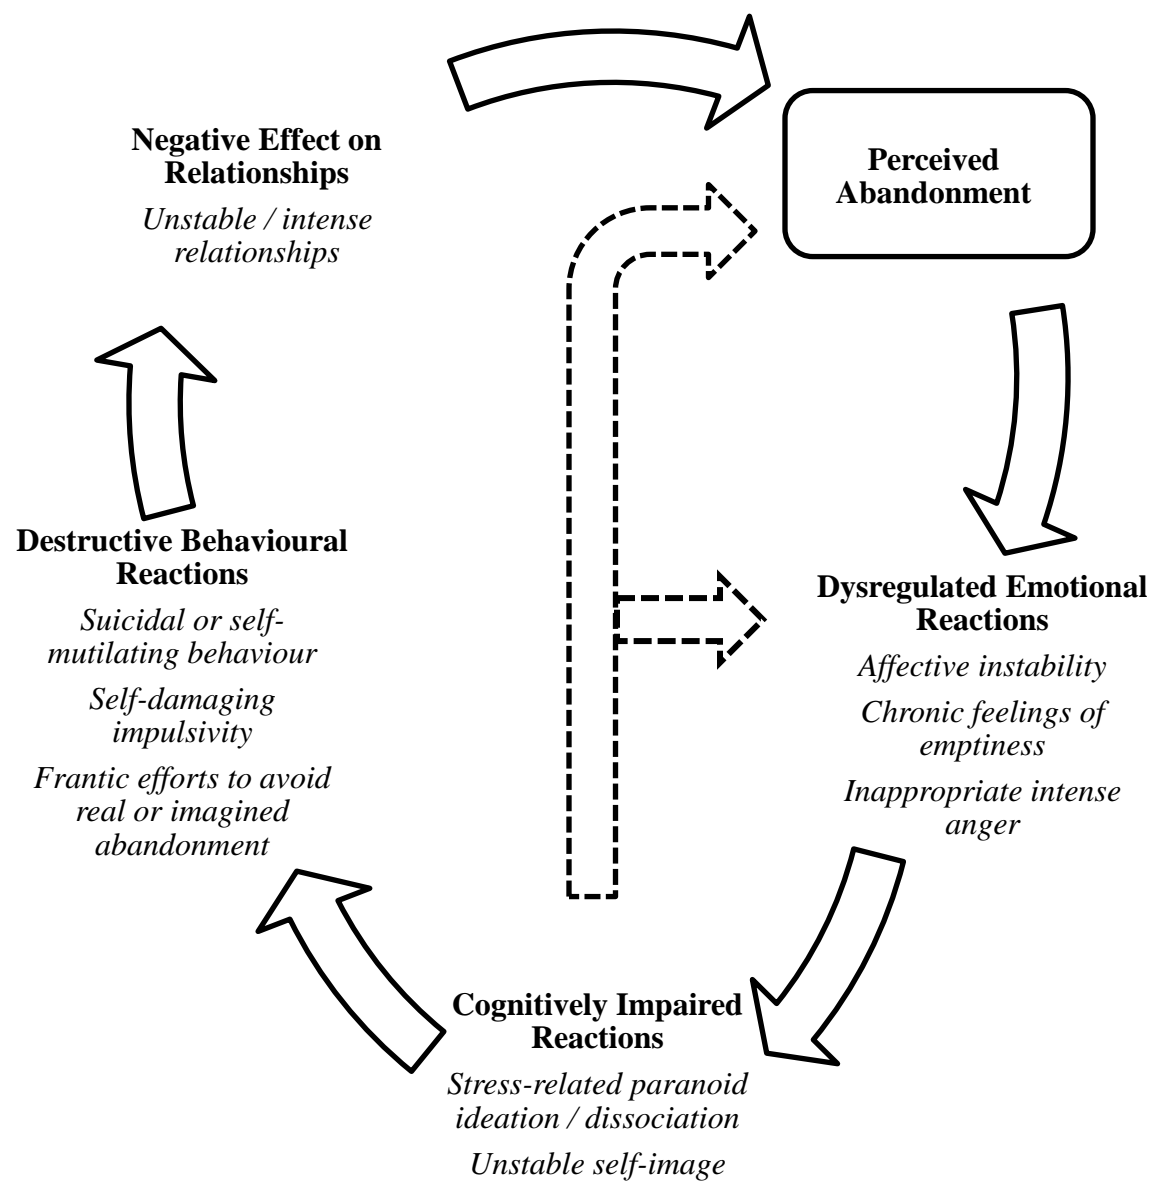 Negative Effect on
Relationships
Unstable / intense
relationships
Perceived
Abandonment
Destructive Behavioural
Reactions
Suicidal or self-
mutilating behaviour
Self-damaging
impulsivity
Frantic efforts to avoid
real or imagined
abandonment
Dysregulated Emotional
Reactions
Affective instability
Chronic feelings of
emptiness
Inappropriate intense
anger
Cognitively Impaired
Reactions
Stress-related paranoid
ideation / dissociation
Unstable self-image